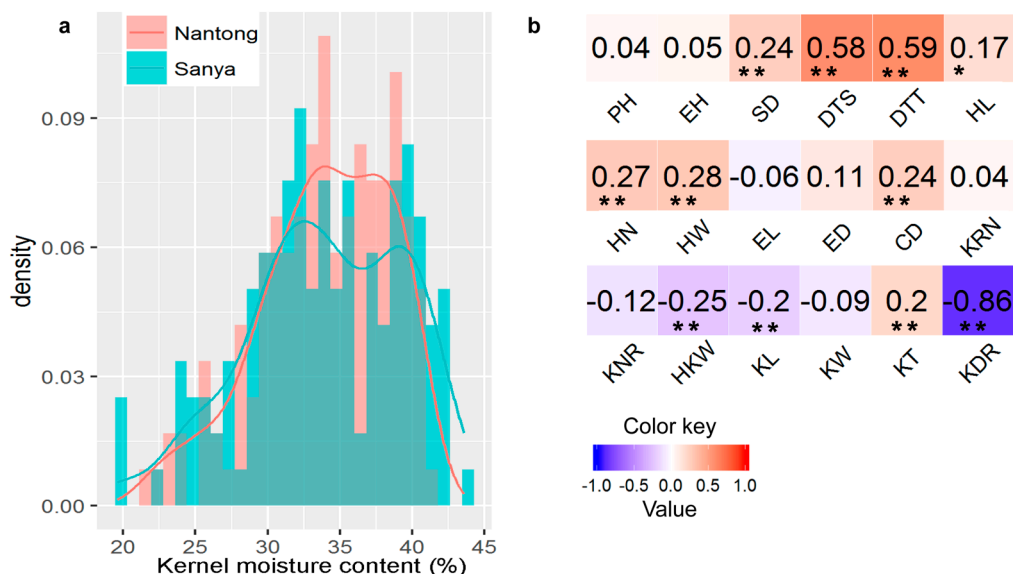 a
Nantong
Sanya
density
0.09
0.06
0.03
0.00
20 25 30 35 40 45
Kernel moisture content (%)
b
0.04 0.05 0.24 0.58 0.59 0.17
** ** ** *
PH EH SD DTS DTT HL
0.27 0.28 -0.06 0.11 0.24 0.04
** ** **
HN HW EL ED CD KRN
-0.12 -0.25 -0.2 -0.09 0.2 -0.86
** ** ** **
KNR HKW KL KW KT KDR
Color key
-1.0 -0.5 0.0 0.5 1.0
Value